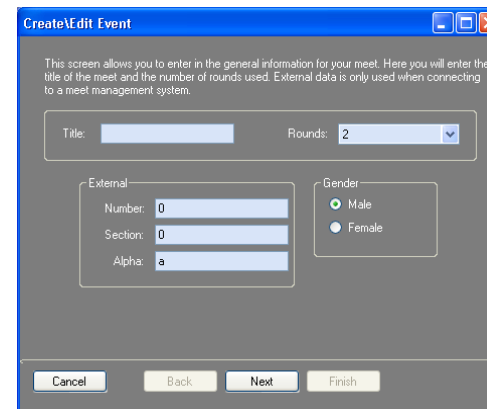 Create\Edit Event
This screen allows you to enter in the general information for your meet. Here you will enter the
title of the meet and the number of rounds used. External data is only used when connecting
to a meet management system.
Title: Rounds: 2
External Gender
Number: 0 Male
Section: 0 Female
Alpha: a
Cancel Back Next Finish